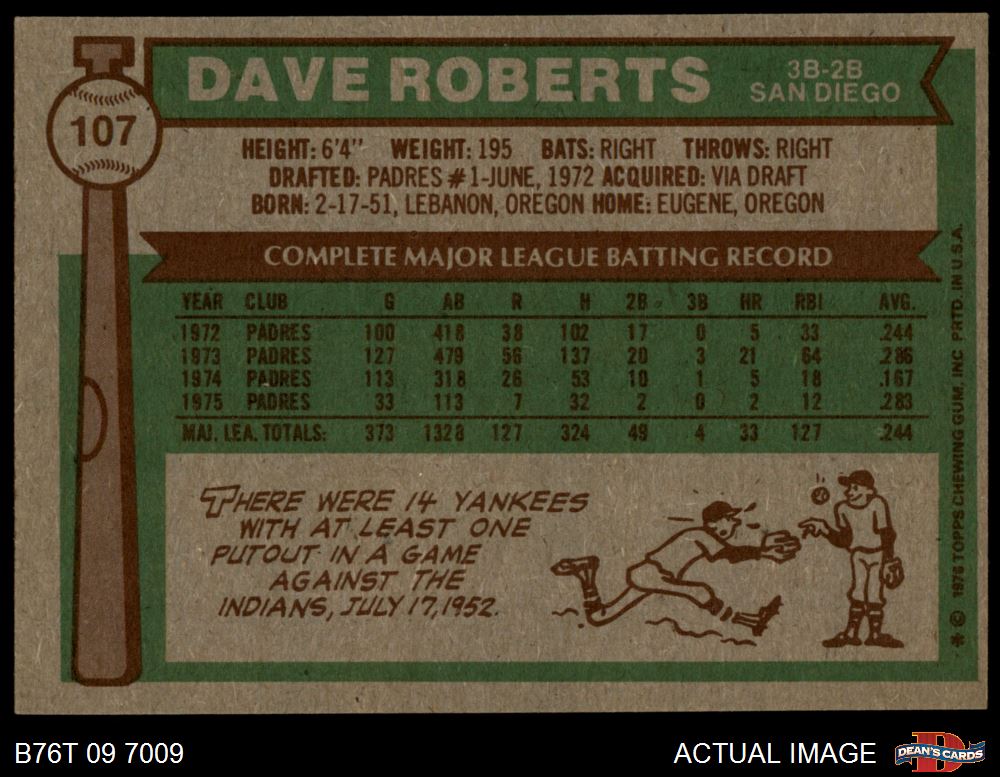 107
DAVE ROBERTS
3B-2B
SAN DIEGO
HEIGHT: 6'4" WEIGHT: 195 BATS: RIGHT THROWS: RIGHT
DRAFTED: PADRES #1-JUNE, 1972 ACQUIRED: VIA DRAFT
BORN: 2-17-51, LEBANON, OREGON HOME: EUGENE, OREGON
COMPLETE MAJOR LEAGUE BATTING RECORD
YEAR CLUB G AB R H 2B 3B HR RBI AVG.
1972 PADRES 100 418 38 102 17 0 5 33 .244
1973 PADRES 127 479 56 137 20 3 21 64 .286
1974 PADRES 113 318 26 53 10 1 5 18 .167
1975 PADRES 33 113 7 32 2 0 2 12 .283
MAJ. LEA. TOTALS: 373 1328 127 324 49 4 33 127 .244
THERE WERE 14 YANKEES
WITH AT LEAST ONE
PUTOUT IN A GAME
AGAINST THE
INDIANS, JULY 17, 1952.
* © 1976 TOPPS CHEWING GUM, INC. PRTD. IN U.S.A.
B76T 09 7009
ACTUAL IMAGE
DEAN'S CARDS